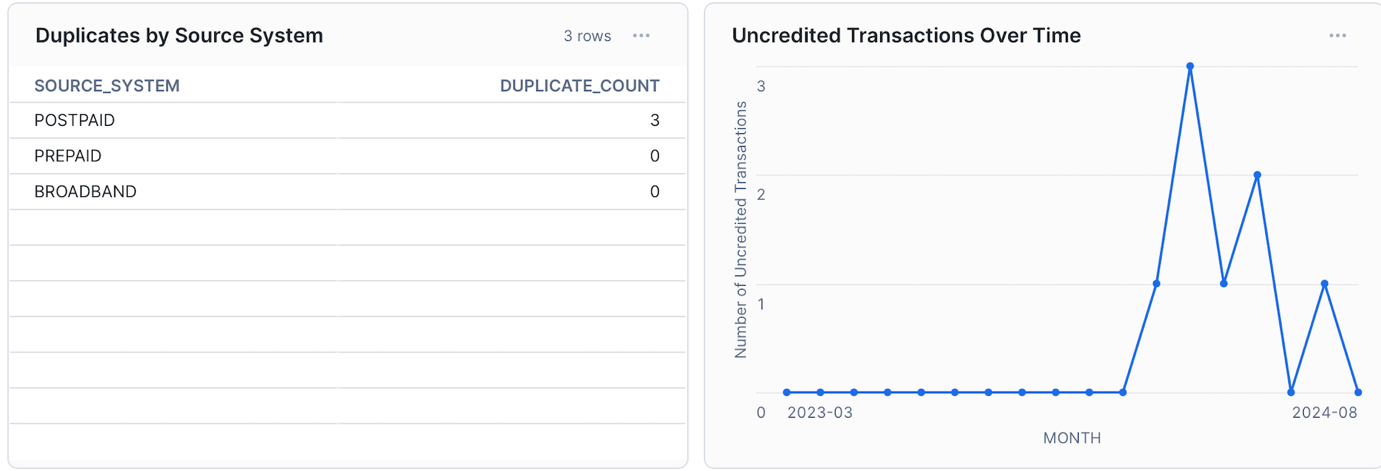 Duplicates by Source System
3 rows
SOURCE_SYSTEM DUPLICATE_COUNT
POSTPAID 3
PREPAID 0
BROADBAND 0
Uncredited Transactions Over Time
Number of Uncredited Transactions
3
2
1
0
2023-03 2024-08
MONTH